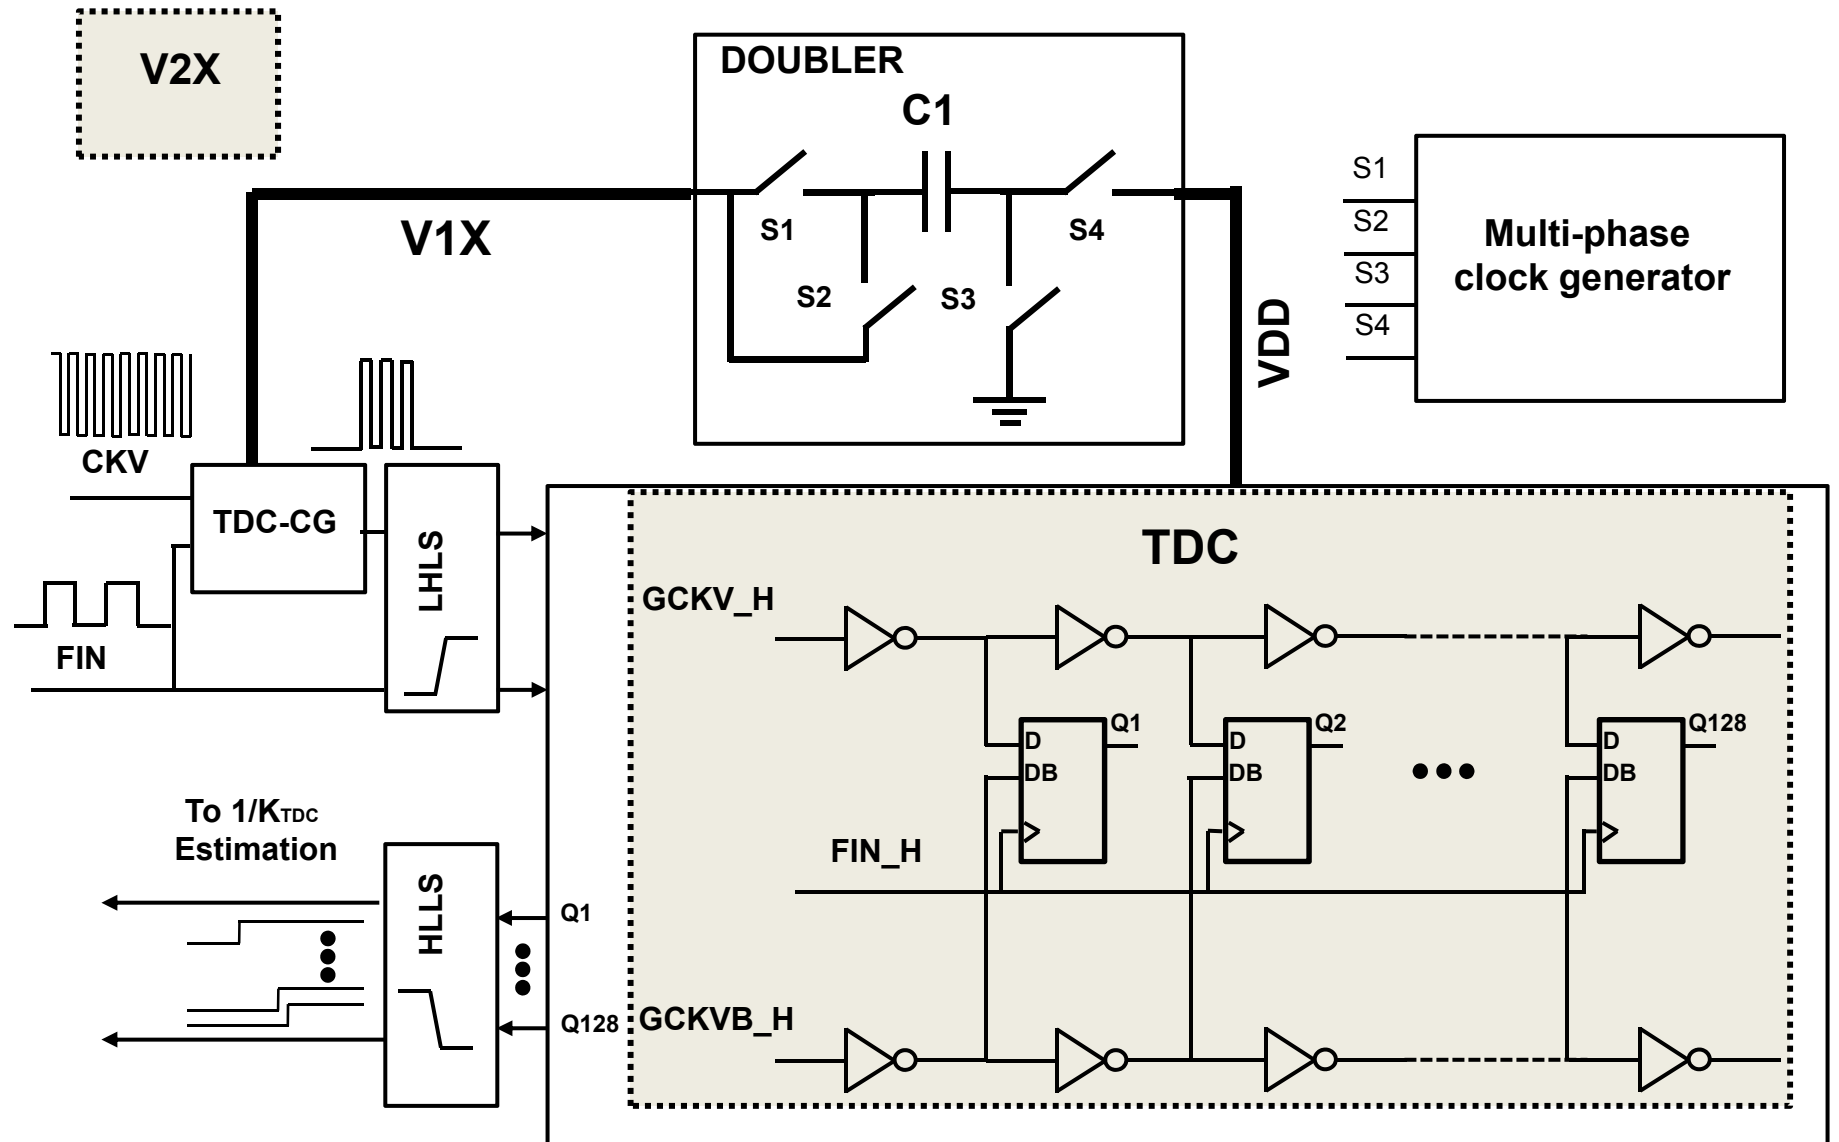 V2X
DOUBLER
C1
S1
S4
S2
S3
V1X
VDD
S1
S2
S3
S4
Multi-phase
clock generator
CKV
TDC-CG
LHLS
FIN
TDC
GCKV_H
D
DB
Q1
D
DB
Q2
D
DB
Q128
FIN_H
To 1/KTDC
Estimation
HLLS
Q1
Q128
GCKVB_H